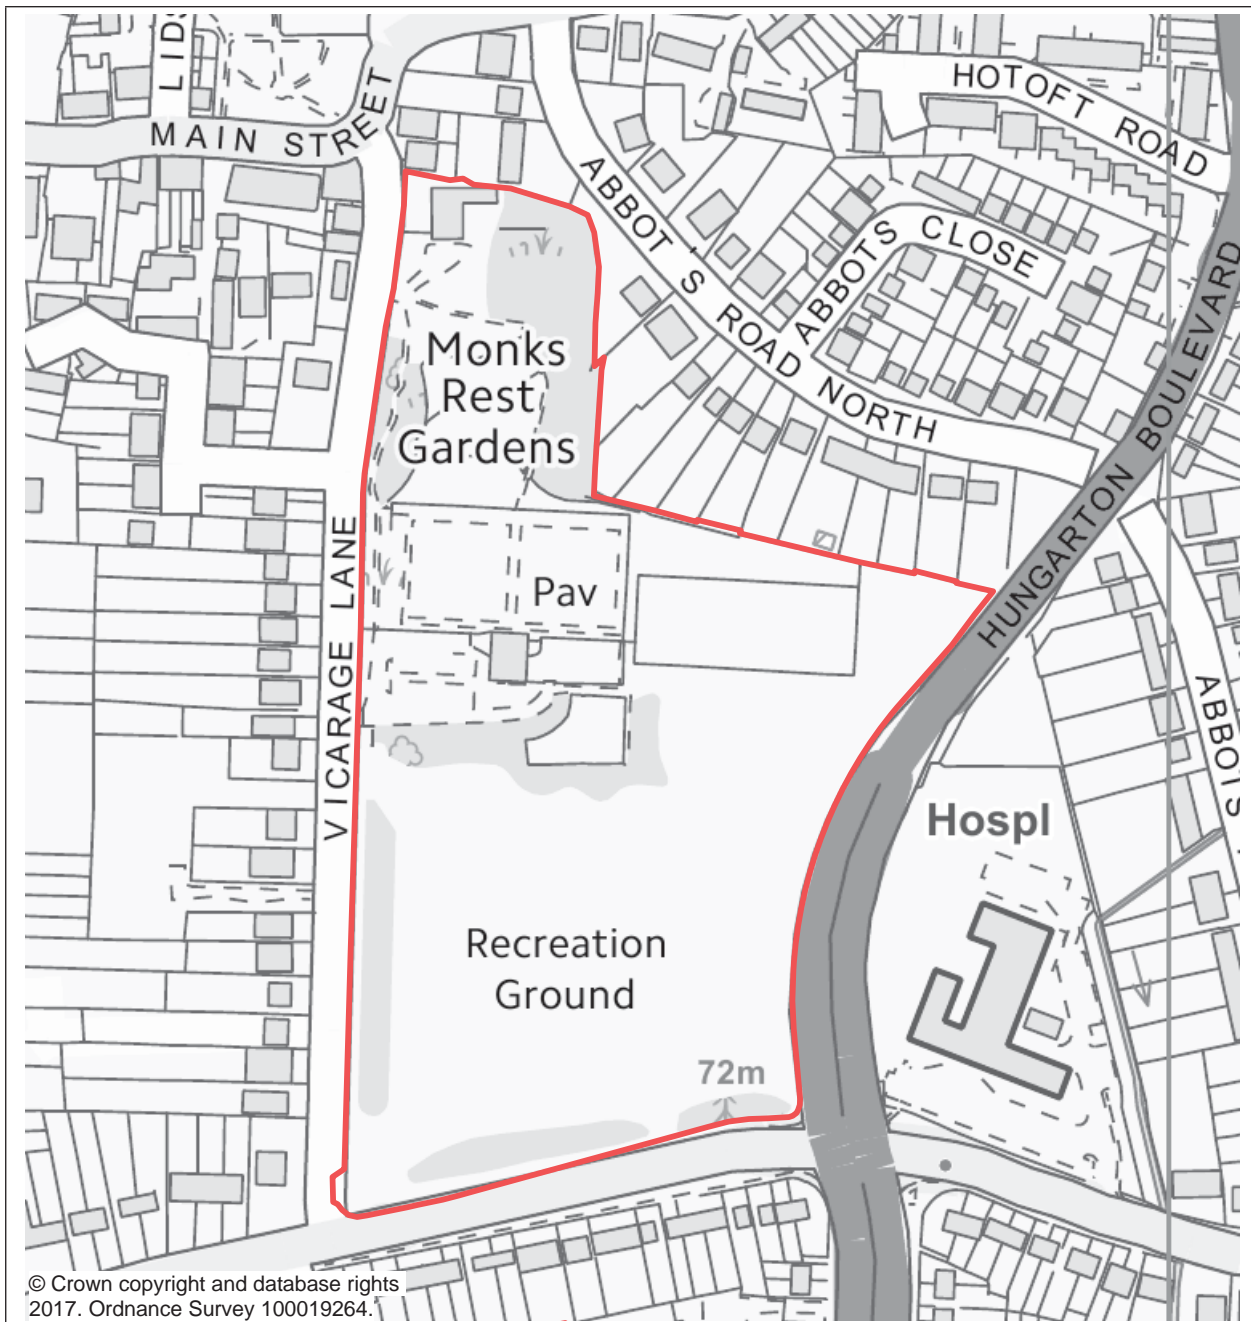 LIDS
MAIN STREET
HOTOFT ROAD
ABBOT'S ROAD NORTH
ABBOTS CLOSE
HUNGARTON BOULEVARD
Monks
Rest
Gardens
VICARAGE LANE
Pav
ABBOTS
Hospl
Recreation
Ground
72m
© Crown copyright and database rights
2017. Ordnance Survey 100019264.